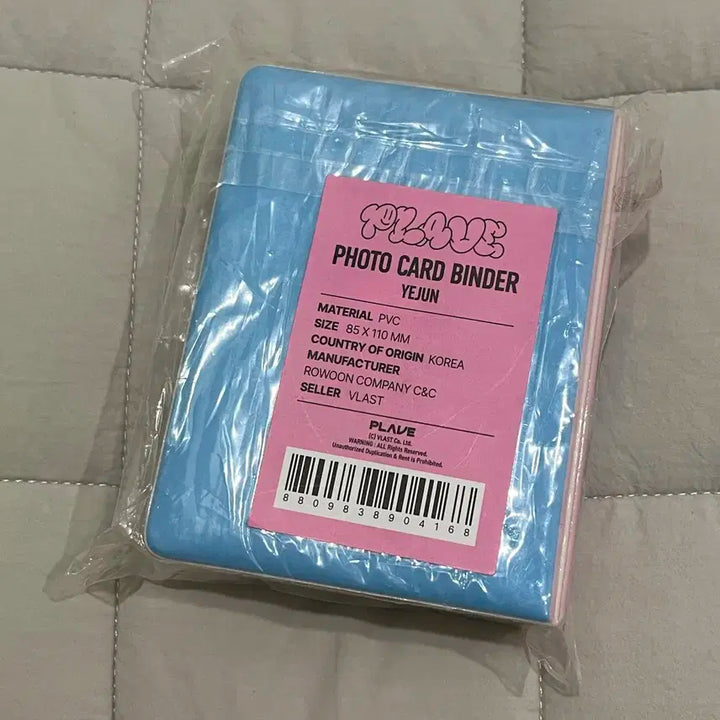 PLAVE
PHOTO CARD BINDER
YEJUN
MATERIAL PVC
SIZE 85 X 110 MM
COUNTRY OF ORIGIN KOREA
MANUFACTURER
ROWOON COMPANY C&C
SELLER VLAST
PLAVE
(C) VLAST Co. Ltd.
WARNING : ALL Rights Reserved.
Unauthorized Duplication & Rent is Prohibited.
8809838904168